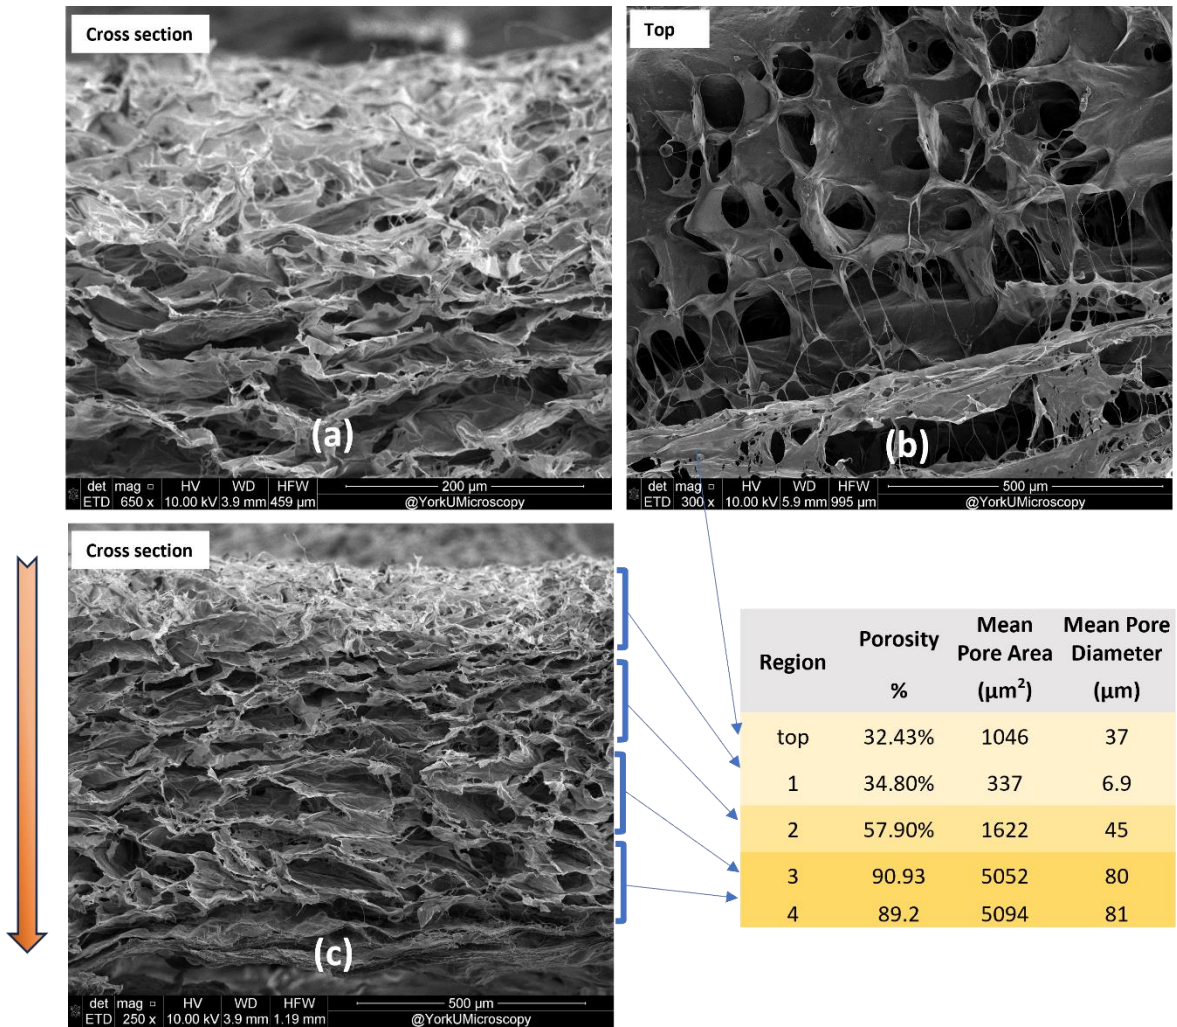 Cross section
(a)
det mag □ HV WD HFW 200 µm
ETD 650 x 10.00 kV 3.9 mm 459 µm @YorkUMicroscopy
Top
(b)
det mag □ HV WD HFW 500 µm
ETD 300 x 10.00 kV 5.9 mm 995 µm @YorkUMicroscopy
Cross section
(c)
det mag □ HV WD HFW 500 µm
ETD 250 x 10.00 kV 3.9 mm 1.19 mm @YorkUMicroscopy
Region Porosity Mean Pore Area Mean Pore Diameter
% (µm²) (µm)
top 32.43% 1046 37
1 34.80% 337 6.9
2 57.90% 1622 45
3 90.93 5052 80
4 89.2 5094 81